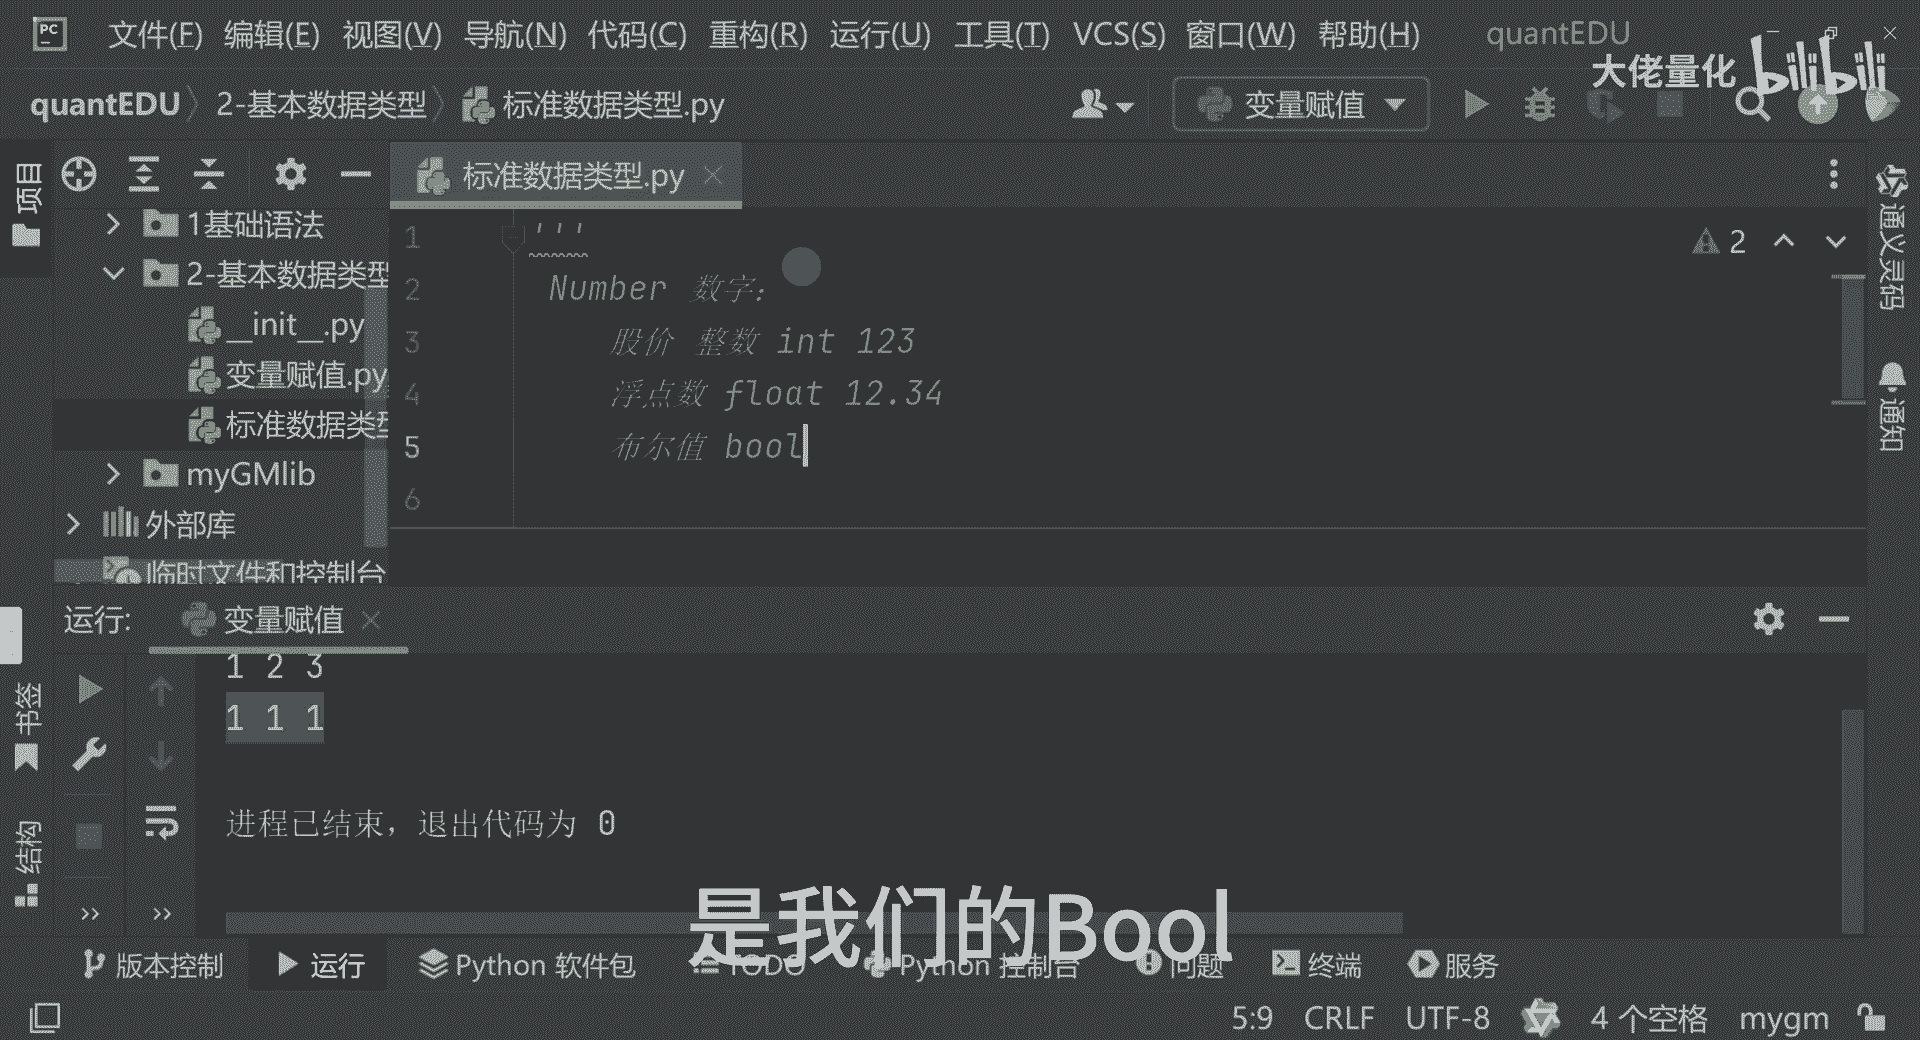 PC 文件(F) 编辑(E) 视图(V) 导航(N) 代码(C) 重构(R) 运行(U) 工具(T) VCS(S) 窗口(W) 帮助(H) quantEDU
大佬量化 bilibili
quantEDU 2-基本数据类型 标准数据类型.py 变量赋值
项目
标准数据类型.py
1基础语法
2-基本数据类型
__init__.py
变量赋值.py
标准数据类型
myGMlib
外部库
临时文件和控制台
1 '''
2 Number 数字:
3 股价 整数 int 123
4 浮点数 float 12.34
5 布尔值 bool
6
2
通义灵码
通知
运行: 变量赋值
1 2 3
1 1 1
进程已结束，退出代码为 0
书签
结构
是我们的Bool
版本控制 运行 Python 软件包 TODO Python 控制台 问题 终端 服务
5:9 CRLF UTF-8 4 个空格 mygm